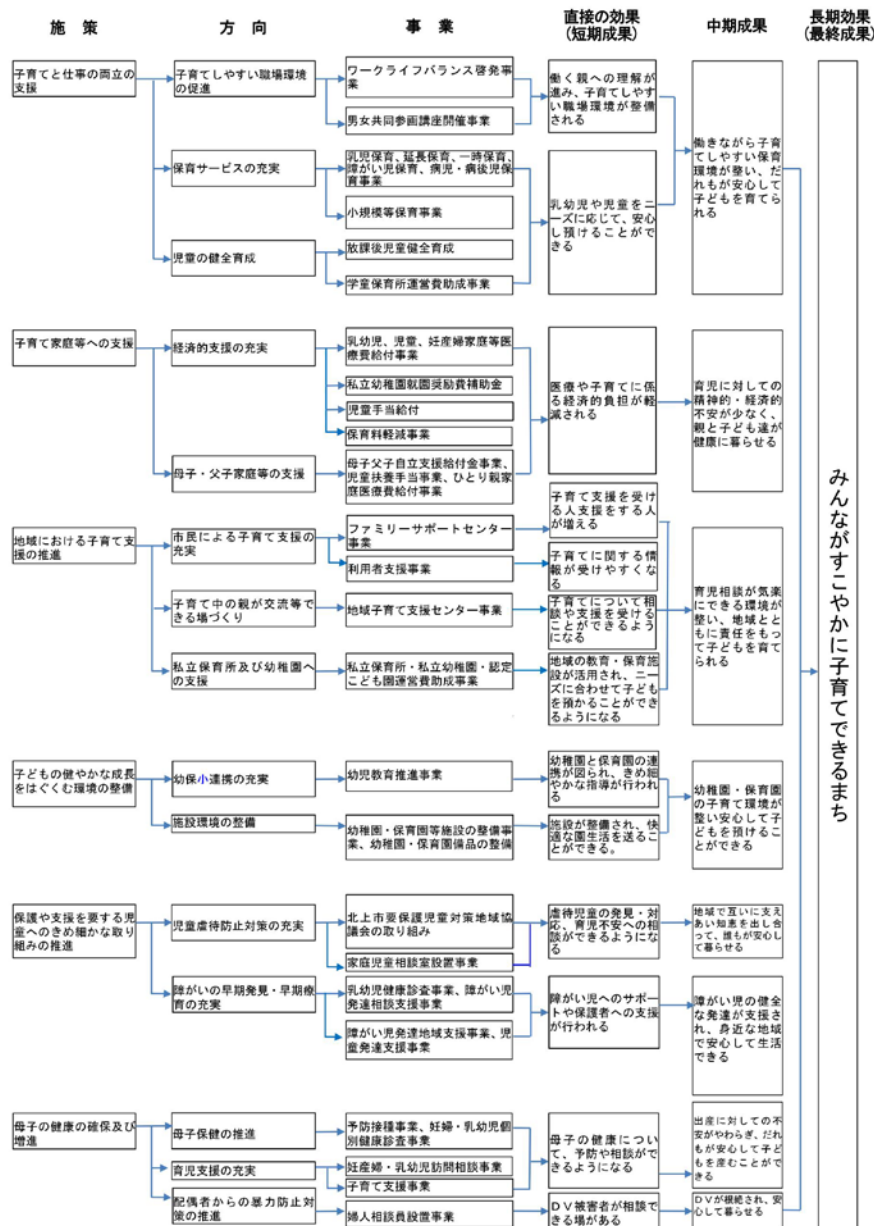 施　策
方　向
事　業
直接の効果
（短期成果）
中期成果
長期効果
（最終成果）
子育てと仕事の両立の
支援
子育てしやすい職場環境
の促進
ワークライフバランス啓発事
業
男女共同参画講座開催事業
働く親への理解が
進み、子育てしやす
い職場環境が整備
される
保育サービスの充実
乳児保育、延長保育、一時保育、
障がい児保育、病児・病後児保
育事業
小規模等保育事業
児童の健全育成
放課後児童健全育成
学童保育所運営費助成事業
乳幼児や児童をニ
ーズに応じて、安心
し預けることがで
きる
働きながら子育
てしやすい保育
環境が整い、だ
れもが安心して
子どもを育てら
れる
子育て家庭等への支援
経済的支援の充実
乳幼児、児童、妊産婦家庭等医
療費給付事業
私立幼稚園就園奨励費補助金
児童手当給付
保育料軽減事業
母子・父子家庭等の支援
母子父子自立支援給付金事業、
児童扶養手当事業、ひとり親家
庭医療費給付事業
医療や子育てに係
る経済的負担が軽
減される
育児に対しての
精神的・経済的
不安が少なく、
親と子ども達が
健康に暮らせる
地域における子育て支
援の推進
市民による子育て支援の
充実
ファミリーサポートセンター
事業
子育て支援を受け
る人支援をする人
が増える
利用者支援事業
子育てに関する情
報が受けやすくな
る
子育て中の親が交流等で
きる場づくり
地域子育て支援センター事業
子育てについて相
談や支援を受ける
ことができるよう
になる
私立保育所及び幼稚園へ
の支援
私立保育所・私立幼稚園・認定
こども園運営費助成事業
地域の教育・保育施
設が活用され、ニー
ズに合わせて子ども
を預かることができ
るようになる
育児相談が気楽
にできる環境が
整い、地域とと
もに責任をもっ
て子どもを育て
られる
子どもの健やかな成長
をはぐくむ環境の整備
幼保小連携の充実
幼児教育推進事業
幼稚園と保育園の連
携が図られ、きめ細
やかな指導が行われ
る
施設環境の整備
幼稚園・保育園等施設の整備事
業、幼稚園・保育園備品の整備
施設が整備され、快
適な園生活を送るこ
とができる。
幼稚園・保育園
の子育て環境が
整い安心して子
どもを預けるこ
とができる
保護や支援を要する児
童へのきめ細かな取り
組みの推進
児童虐待防止対策の充実
北上市要保護児童対策地域協
議会の取り組み
家庭児童相談室設置事業
虐待児童の発見・対
応、育児不安への相
談ができるようにな
る
地域で互いに支え
あい知恵を出し合
って、誰もが安心し
て暮らせる
障がいの早期発見・早期療
育の充実
乳幼児健康診査事業、障がい児
発達相談支援事業
障がい児発達地域支援事業、児
童発達支援事業
障がい児へのサポー
トや保護者への支援
が行われる
障がい児の健全
な発達が支援さ
れ、身近な地域
で安心して生活
できる
母子の健康の確保及び
増進
母子保健の推進
予防接種事業、妊婦・乳幼児個
別健康診査事業
育児支援の充実
妊産婦・乳幼児訪問相談事業
子育て支援事業
母子の健康につい
て、予防や相談がで
きるようになる
出産に対しての不
安がやわらぎ、だれ
もが安心して子ど
もを産むことがで
きる
配偶者からの暴力防止対
策の推進
婦人相談員設置事業
ＤＶ被害者が相談で
きる場がある
ＤＶが根絶され、安
心して暮らせる
みんながすこやかに子育てできるまち